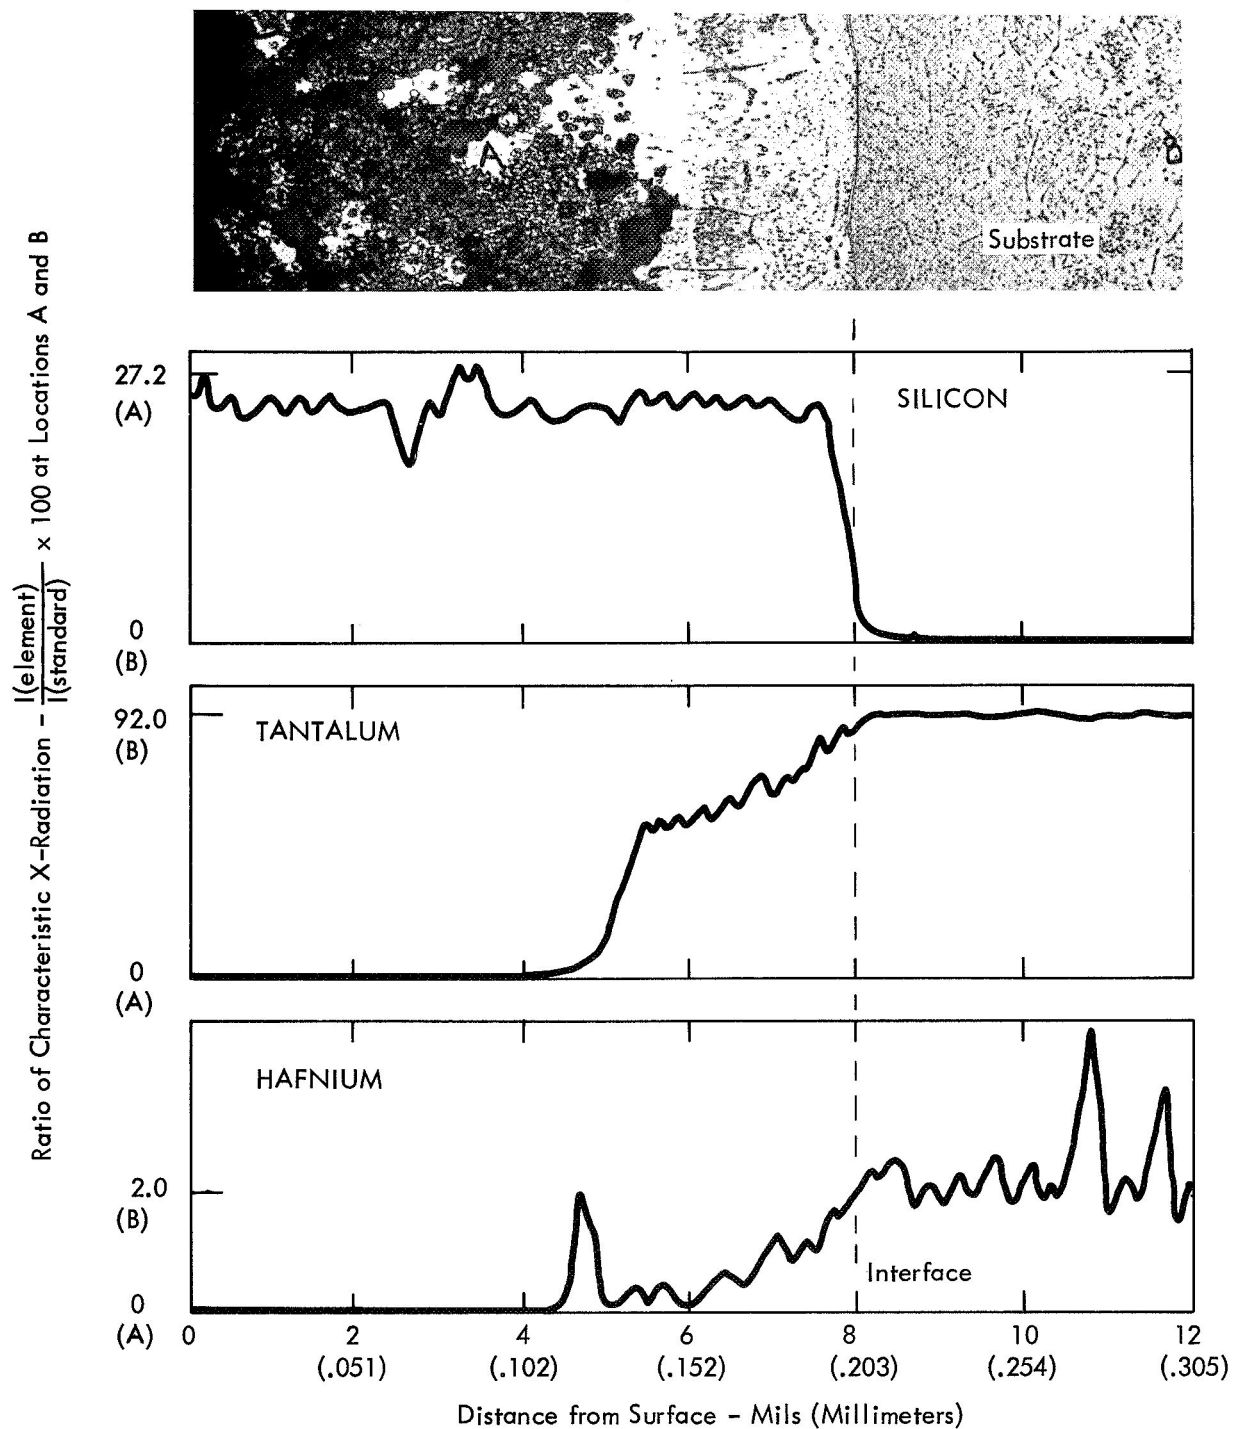 A
B
Substrate
Ratio of Characteristic X-Radiation - I(element) / I(standard) x 100 at Locations A and B
27.2
(A)
SILICON
0
(B)
92.0
(B)
TANTALUM
0
(A)
HAFNIUM
2.0
(B)
Interface
0
(A)
0 2 4 6 8 10 12
(.051) (.102) (.152) (.203) (.254) (.305)
Distance from Surface - Mils (Millimeters)